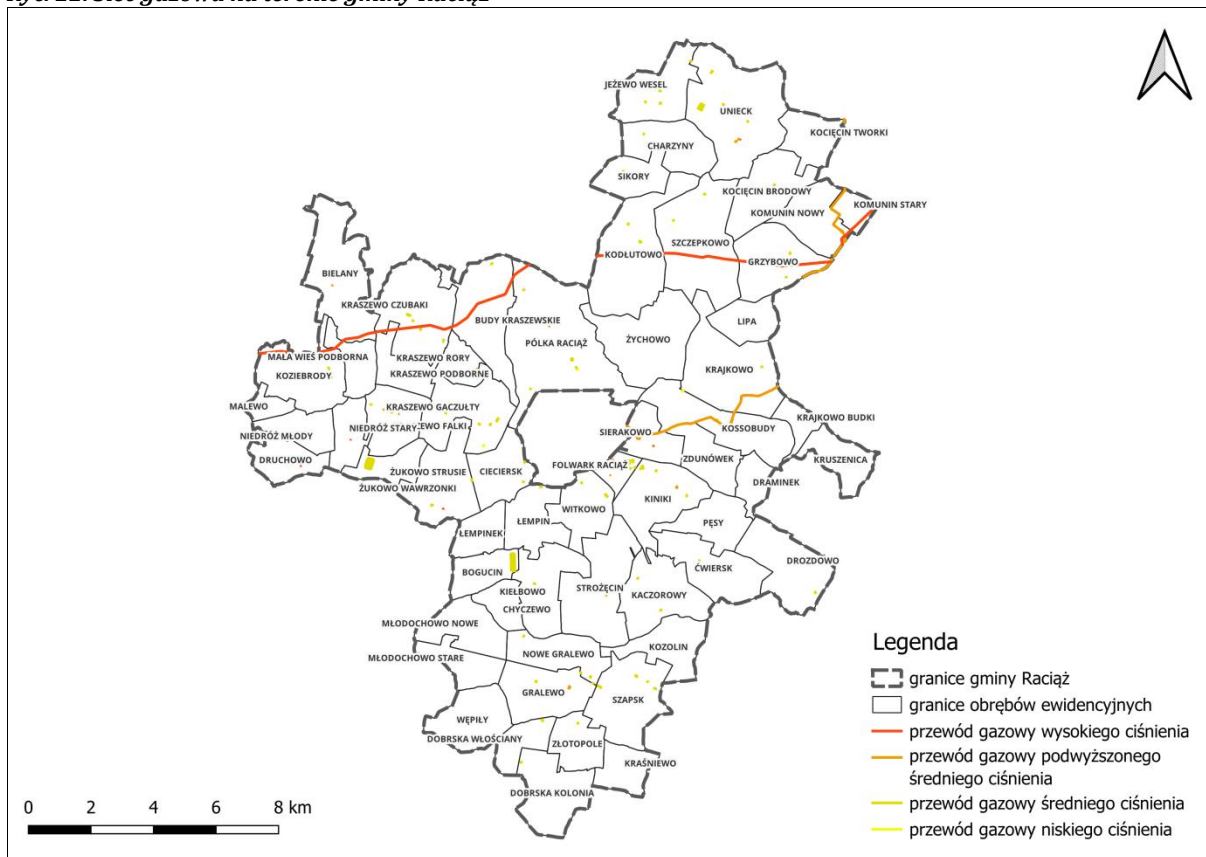 JEŻEWO WESEL
UNIECK
KOCIĘCIN TWORKI
CHARZYNY
SIKORY
KOCIĘCIN BRODOWY
KOMUNIN STARY
KOMUNIN NOWY
SZCZEPKOWO
KODŁUTOWO
GRZYBOWO
BIELANY
KRASZEWO CZUBAKI
BUDY KRASZEWSKIE
LIPA
PÓLKA RACIĄŻ
ŻYCHOWO
MAŁA WIEŚ PODBORNA
KRASZEWO RORY
KOZIEBRODY
KRASZEWO PODBORNE
KRAJKOWO
MALEWO
KRASZEWO GACZUŁTY
KRAJKOWO BUDKI
NIEDRÓŻ STARY
EWO FALKI
KOSSOBUDY
SIERAKOWO
NIEDRÓŻ MŁODY
DRUCHOWO
ZDUNÓWEK
KRUSZENICA
FOLWARK RACIĄŻ
ŻUKOWO STRUSIE
CIECIERSK
ŻUKOWO WAWRZONKI
DRAMINEK
KINIKI
WITKOWO
ŁEMPIN
PĘSY
ŁEMPINEK
DROZDOWO
ĆWIERSK
BOGUCIN
STROŻĘCIN
KIEŁBOWO
KACZOROWY
CHYCZEWO
MŁODOCHOWO NOWE
KOZOLIN
NOWE GRALEWO
MŁODOCHOWO STARE
GRALEWO
SZAPSK
WĘPIŁY
DOBRSKA WŁOŚCIANY
ZŁOTOPOLE
KRAŚNIEWO
DOBRSKA KOLONIA
Legenda
granice gminy Raciąż
granice obrębów ewidencyjnych
przewód gazowy wysokiego ciśnienia
przewód gazowy podwyższonego
średniego ciśnienia
przewód gazowy średniego ciśnienia
przewód gazowy niskiego ciśnienia
0 2 4 6 8 km